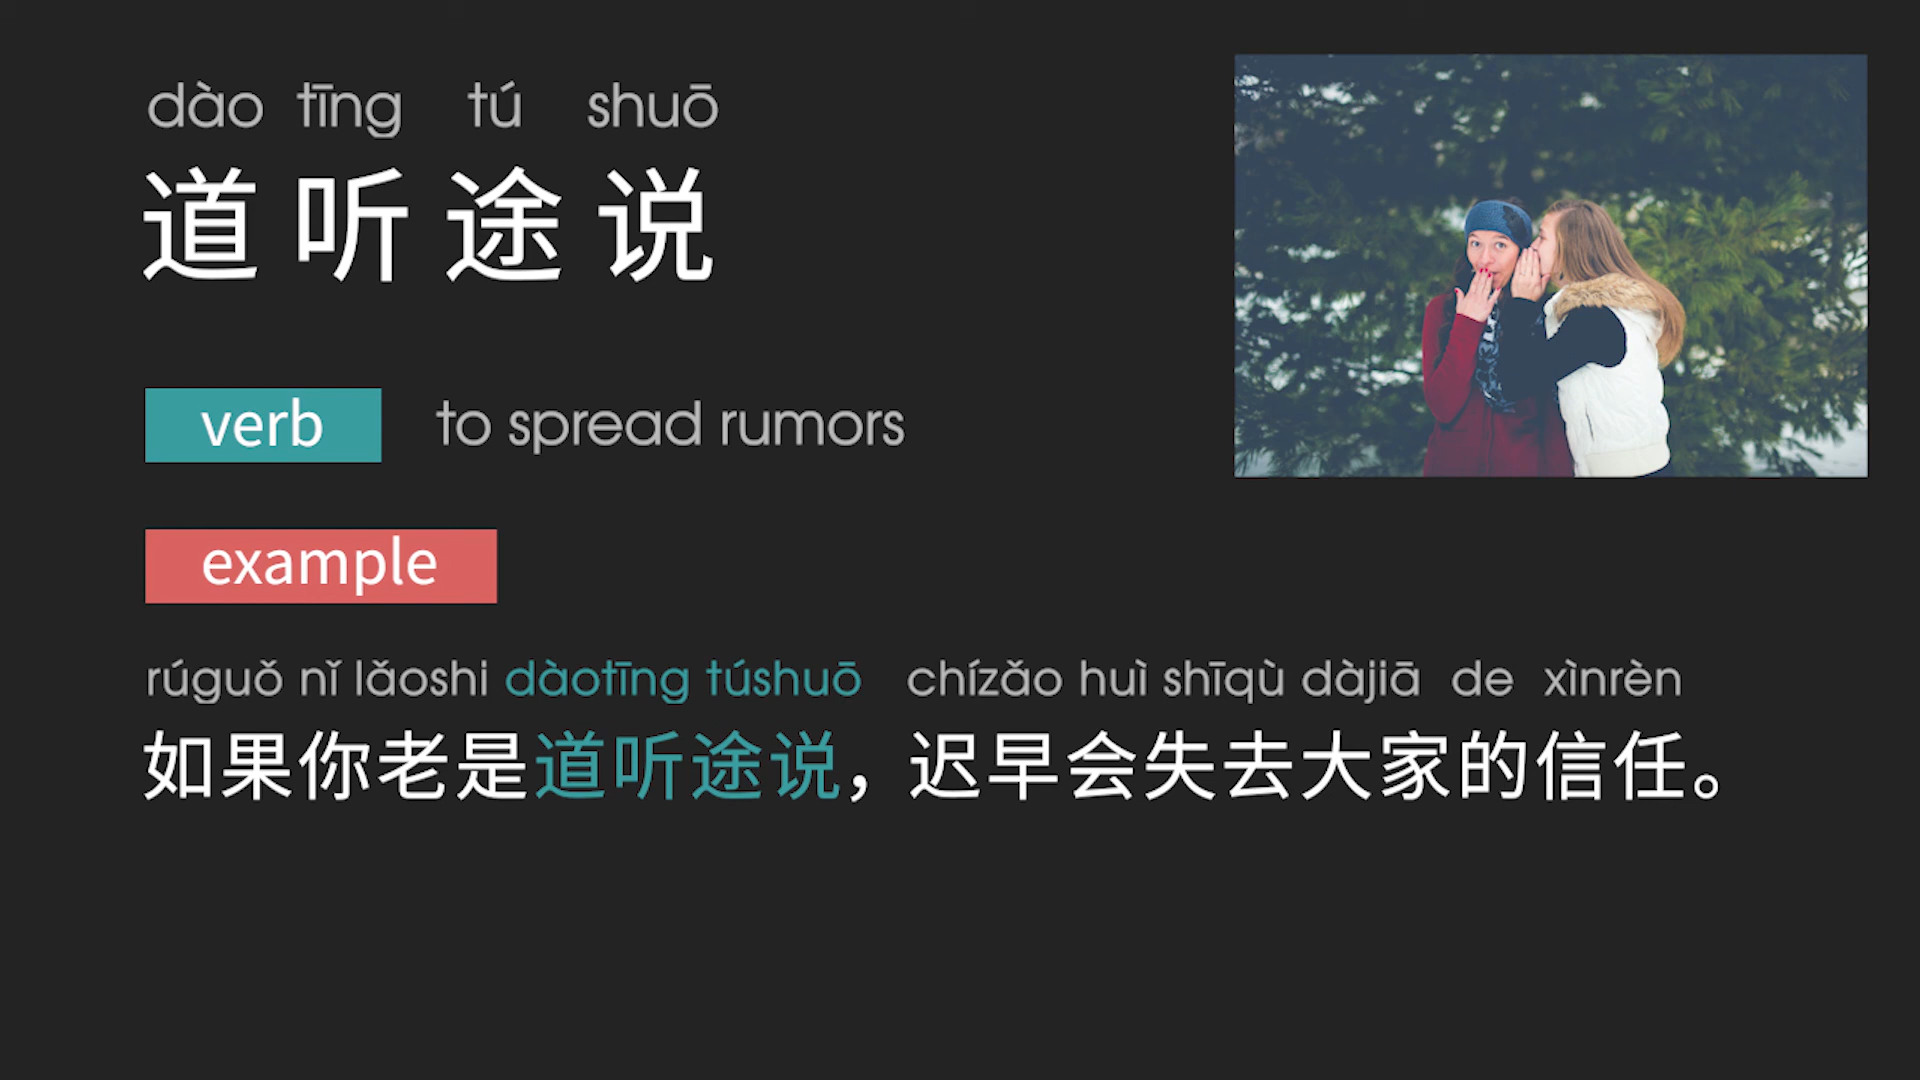 dào tīng tú shuō
道听途说
verb to spread rumors
example
rúguǒ nǐ lǎoshi dàotīng túshuō chízǎo huì shīqù dàjiā de xìnrèn
如果你老是道听途说，迟早会失去大家的信任。